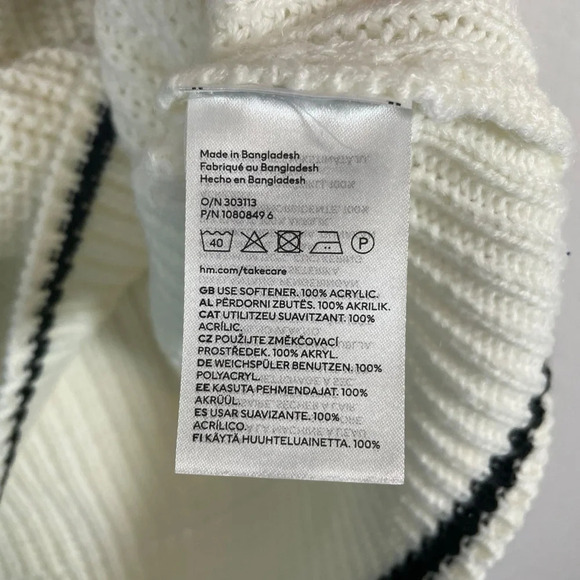 Made in Bangladesh
Fabriqué au Bangladesh
Hecho en Bangladesh
O/N 303113
P/N 1080849 6
40 P
hm.com/takecare
GB USE SOFTENER. 100% ACRYLIC.
AL PËRDORNI ZBUTËS. 100% AKRILIK.
CAT UTILITZEU SUAVITZANT. 100%
ACRÍLIC.
CZ POUŽIJTE ZMĚKČOVACÍ
PROSTŘEDEK. 100% AKRYL.
DE WEICHSPÜLER BENUTZEN. 100%
POLYACRYL.
EE KASUTA PEHMENDAJAT. 100%
AKRÜÜL.
ES USAR SUAVIZANTE. 100%
ACRÍLICO.
FI KÄYTÄ HUUHTELUAINETTA. 100%